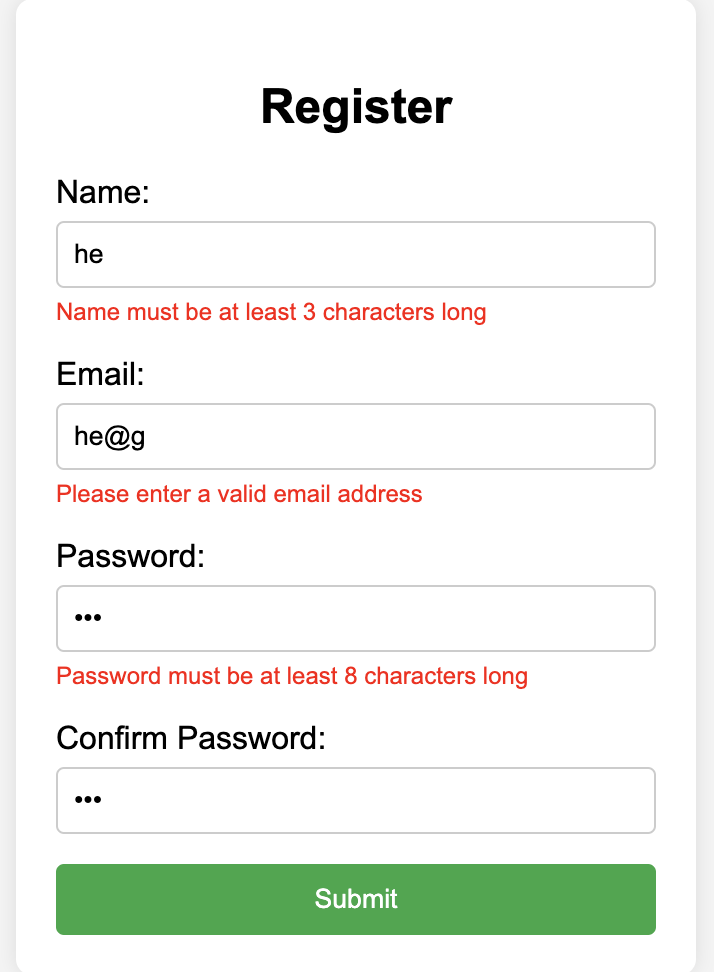 Register
Name:
he
Name must be at least 3 characters long
Email:
he@g
Please enter a valid email address
Password:
•••
Password must be at least 8 characters long
Confirm Password:
•••
Submit